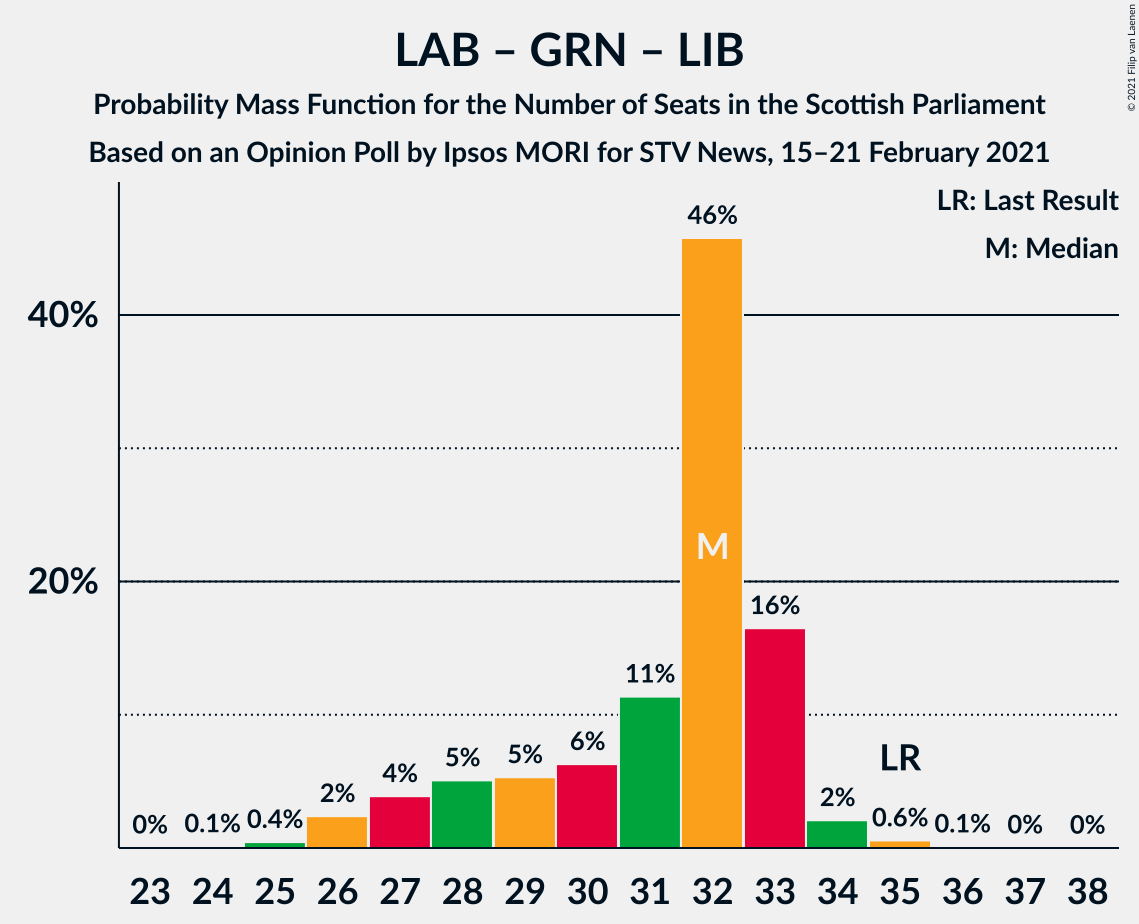 LAB – GRN – LIB
Probability Mass Function for the Number of Seats in the Scottish Parliament
Based on an Opinion Poll by Ipsos MORI for STV News, 15–21 February 2021
© 2021 Filip van Laenen
LR: Last Result
M: Median
46%
40%
M
20%
16%
11%
LR
6%
5%
5%
4%
2%
2%
0%
0.1%
0.4%
0.6%
0.1%
0%
0%
23 24 25 26 27 28 29 30 31 32 33 34 35 36 37 38